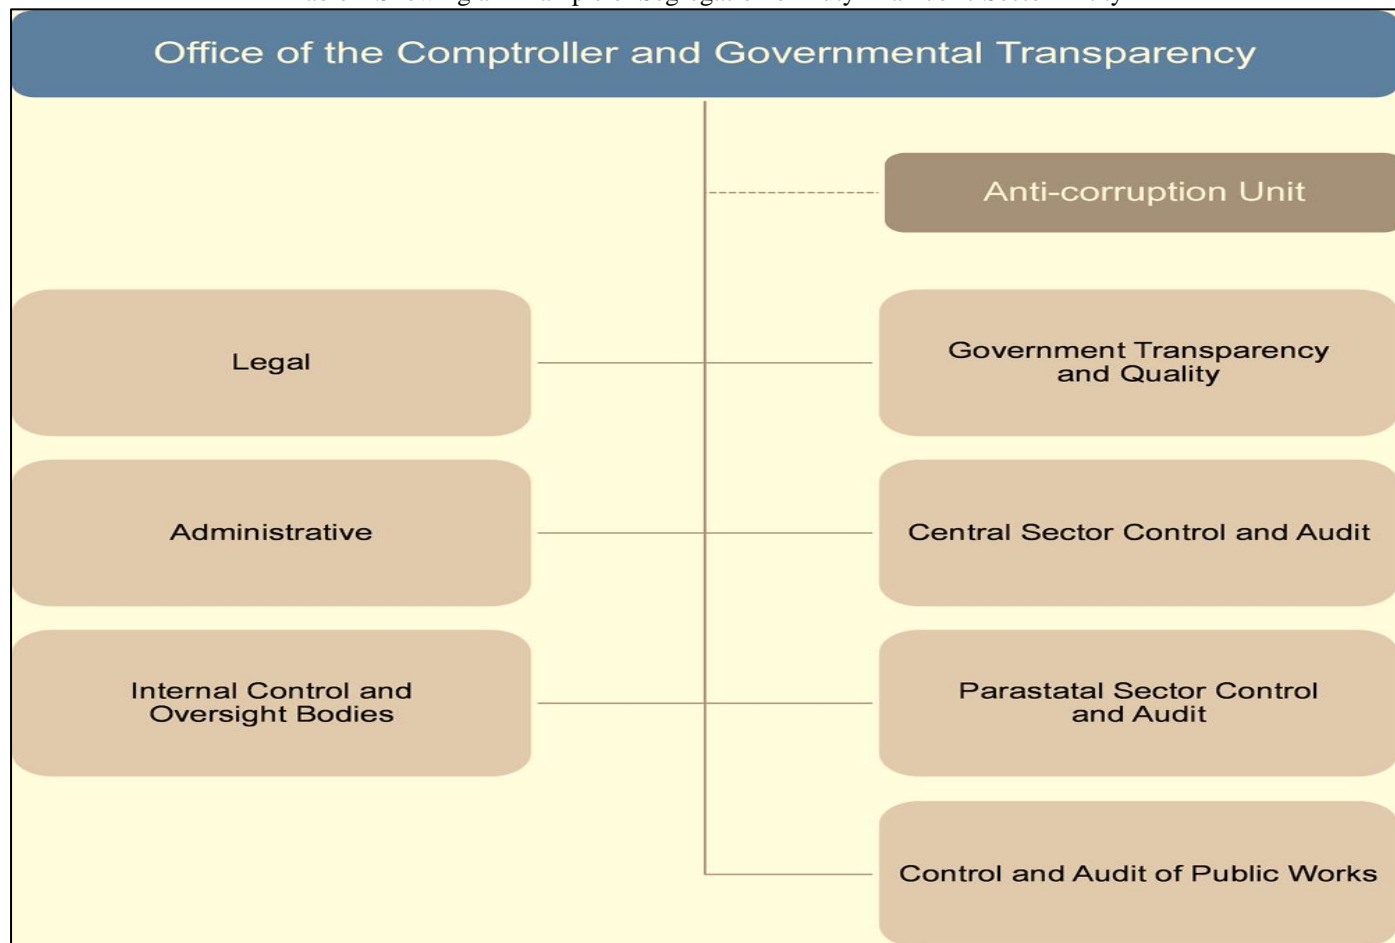 Office of the Comptroller and Governmental Transparency
Anti-corruption Unit
Legal
Government Transparency
and Quality
Administrative
Central Sector Control and Audit
Internal Control and
Oversight Bodies
Parastatal Sector Control
and Audit
Control and Audit of Public Works